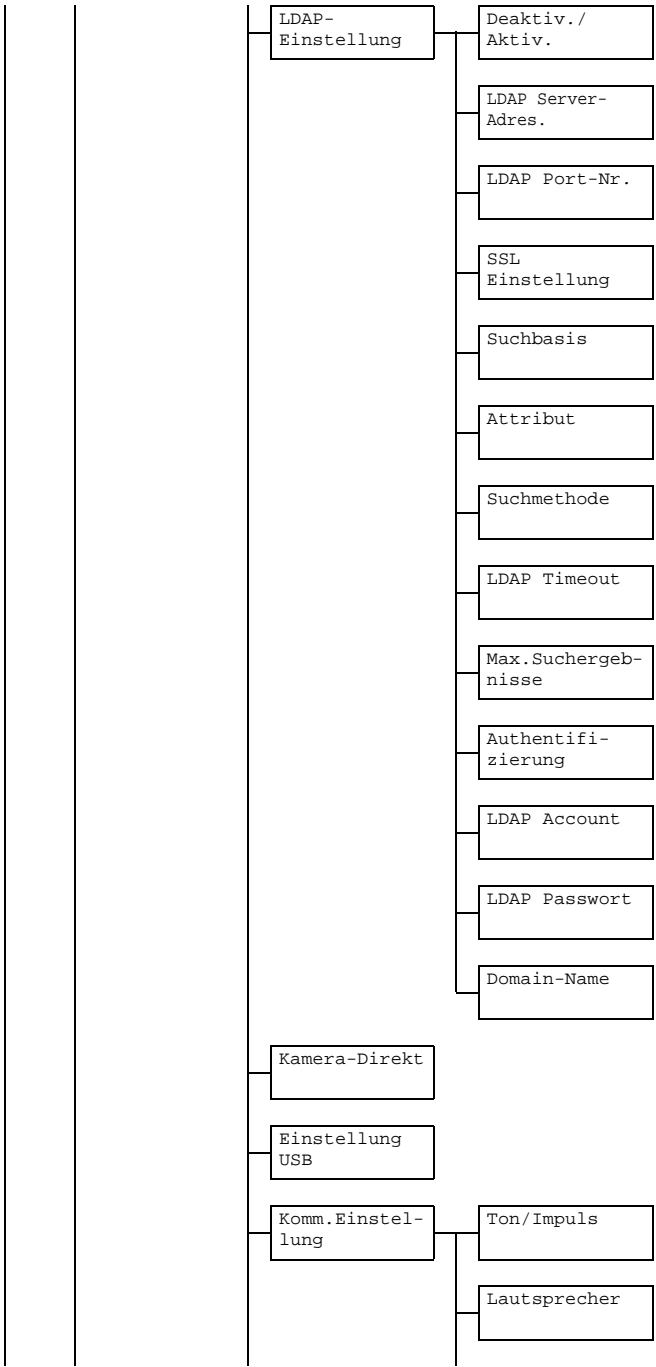 LDAP-
Einstellung
Deaktiv./
Aktiv.
LDAP Server-
Adres.
LDAP Port-Nr.
SSL
Einstellung
Suchbasis
Attribut
Suchmethode
LDAP Timeout
Max.Suchergeb-
nisse
Authentifi-
zierung
LDAP Account
LDAP Passwort
Domain-Name
Kamera-Direkt
Einstellung
USB
Komm.Einstel-
lung
Ton/Impuls
Lautsprecher